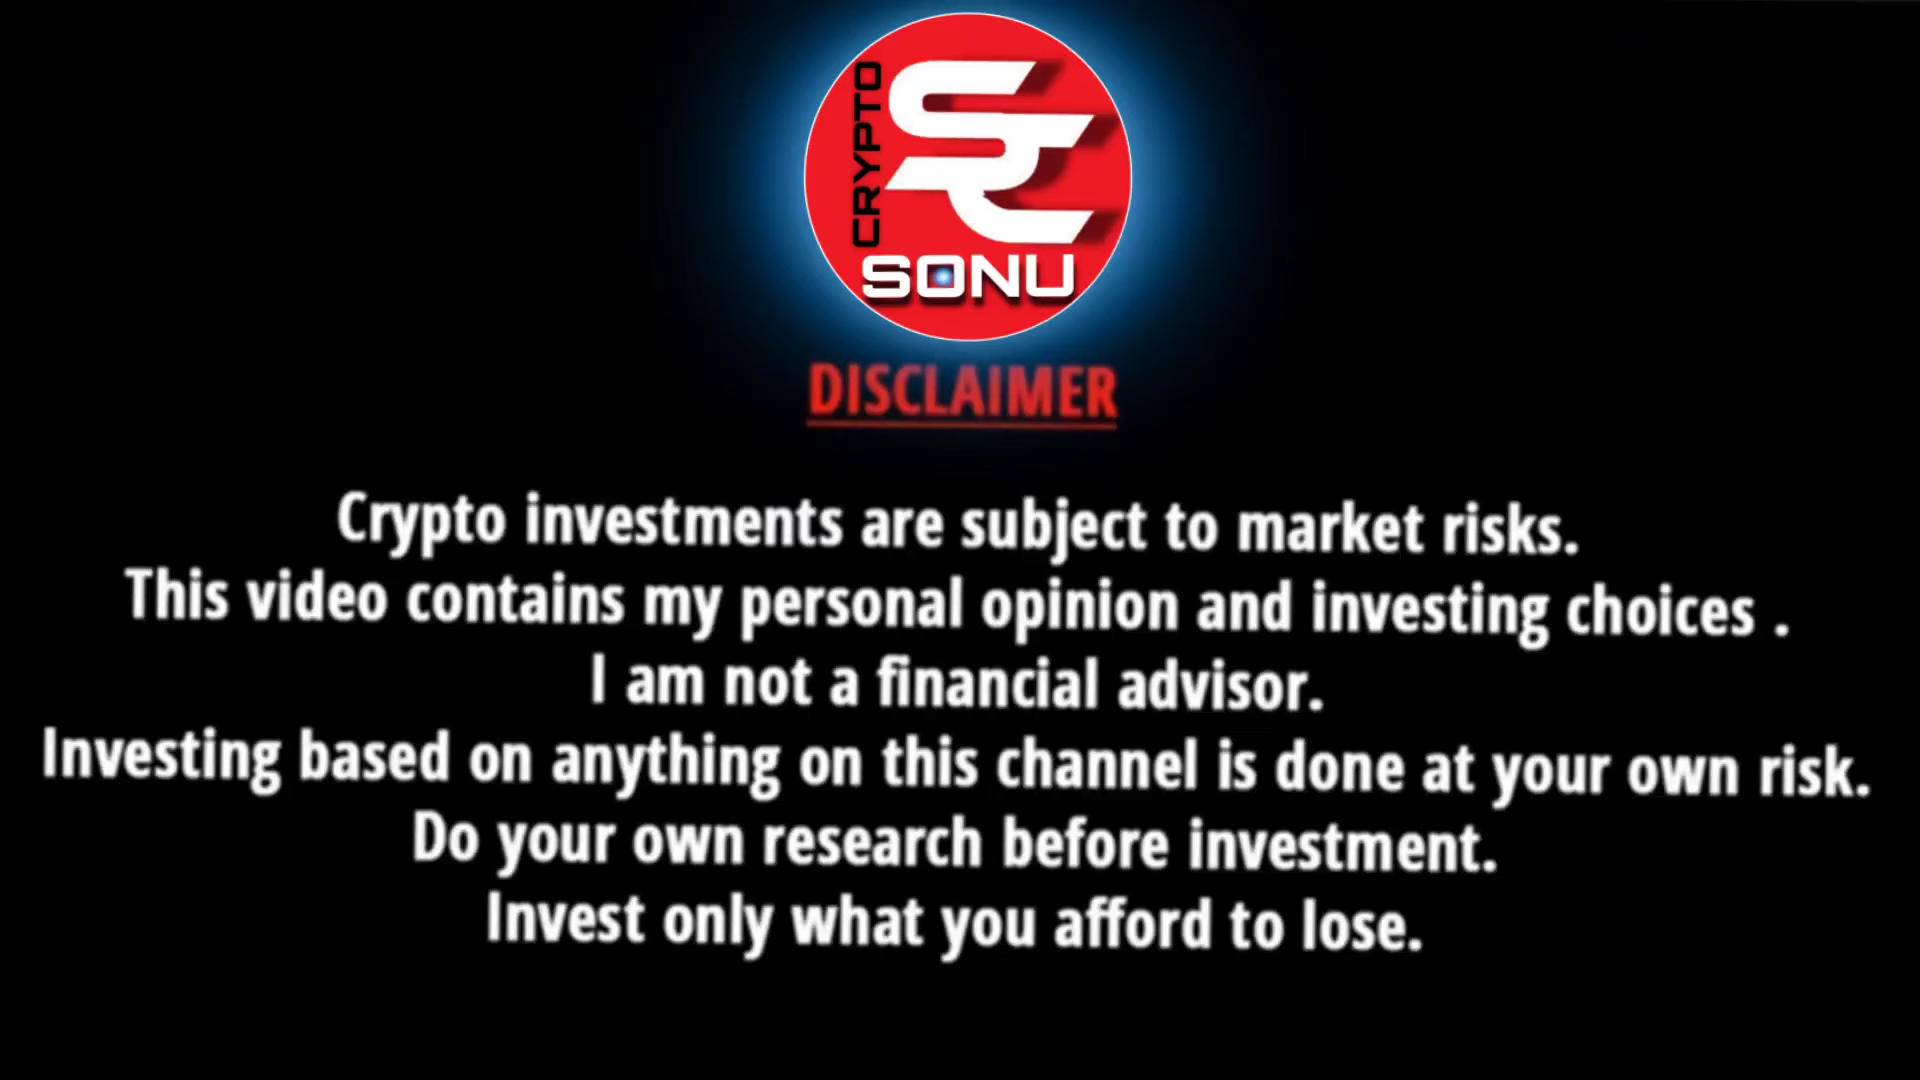 CRYPTO
SC
SONU
DISCLAIMER
Crypto investments are subject to market risks.
This video contains my personal opinion and investing choices .
I am not a financial advisor.
Investing based on anything on this channel is done at your own risk.
Do your own research before investment.
Invest only what you afford to lose.